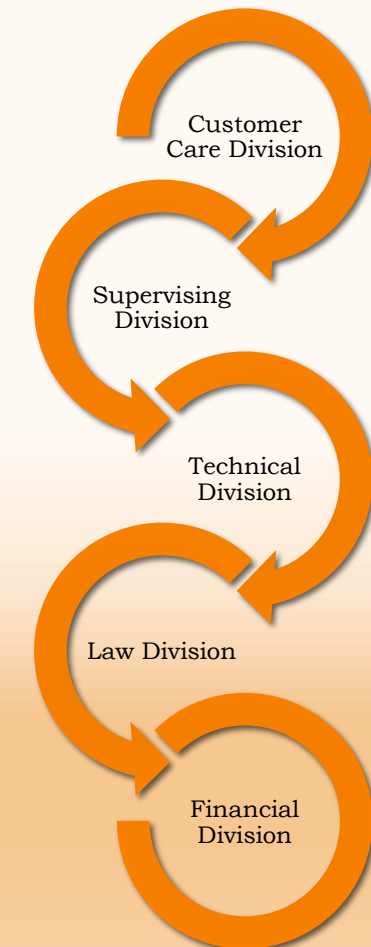 Customer
Care Division
Supervising
Division
Technical
Division
Law Division
Financial
Division